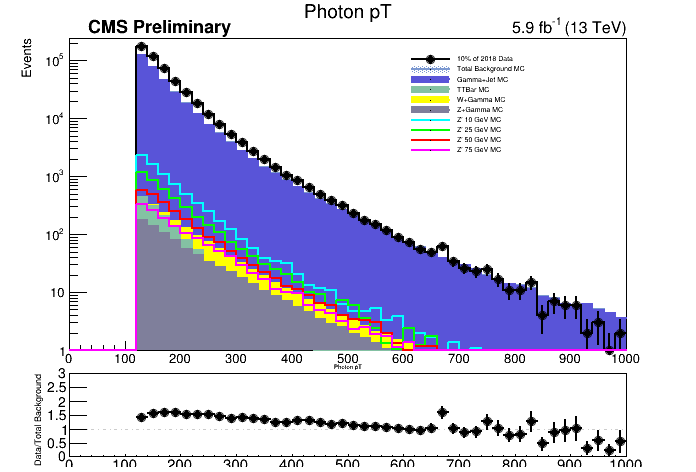 Photon pT
CMS Preliminary
5.9 fb⁻¹ (13 TeV)
Events
10⁵
10⁴
10³
10²
10
1
10% of 2018 Data
Total Background MC
Gamma+Jet MC
TTBar MC
W+Gamma MC
Z+Gamma MC
Z' 10 GeV MC
Z' 25 GeV MC
Z' 50 GeV MC
Z' 75 GeV MC
0 100 200 300 400 500 600 700 800 900 1000
Photon pT
Data/Total Background
3
2.5
2
1.5
1
0.5
0
0 100 200 300 400 500 600 700 800 900 1000